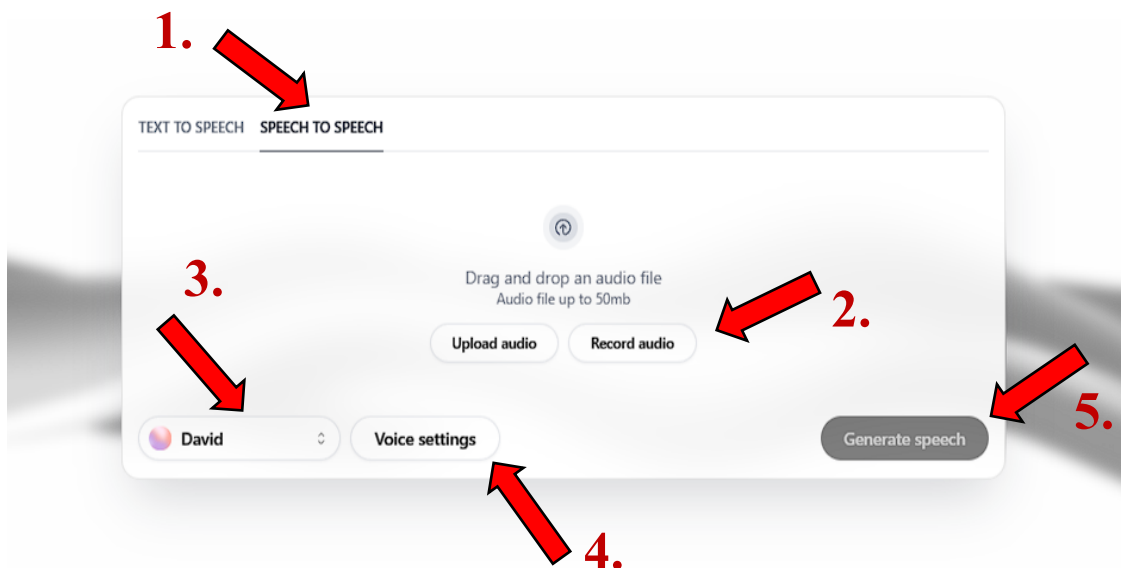 1.
TEXT TO SPEECH SPEECH TO SPEECH
Drag and drop an audio file
Audio file up to 50mb
3.
2.
Upload audio Record audio
5.
David Voice settings Generate speech
4.